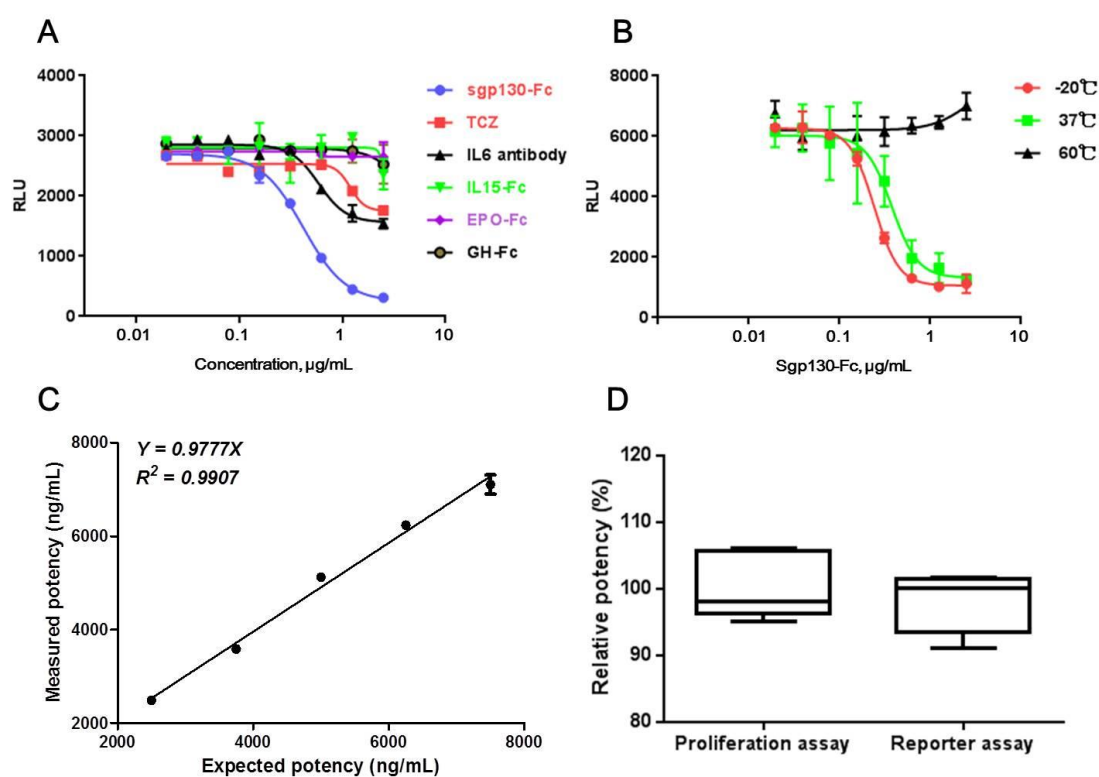 A
4000
3000
2000
1000
0
RLU
0.01 0.1 1 10
Concentration, µg/mL
sgp130-Fc
TCZ
IL6 antibody
IL15-Fc
EPO-Fc
GH-Fc
B
8000
6000
4000
2000
0
RLU
0.01 0.1 1 10
Sgp130-Fc, µg/mL
-20℃
37℃
60℃
C
Y = 0.9777X
R² = 0.9907
8000
6000
4000
2000
Measured potency (ng/mL)
2000 4000 6000 8000
Expected potency (ng/mL)
D
120
110
100
90
80
Relative potency (%)
Proliferation assay Reporter assay